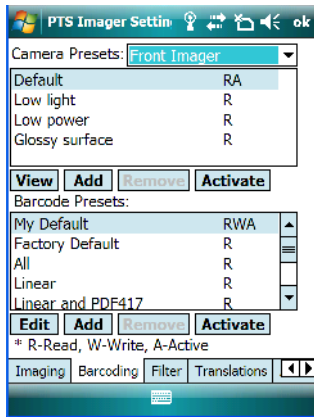 PTS Imager Settin ok
Camera Presets: Front Imager
Default RA
Low light R
Low power R
Glossy surface R
View Add Remove Activate
Barcode Presets:
My Default RWA
Factory Default R
All R
Linear R
Linear and PDF417 R
Edit Add Remove Activate
* R-Read, W-Write, A-Active
Imaging Barcoding Filter Translations